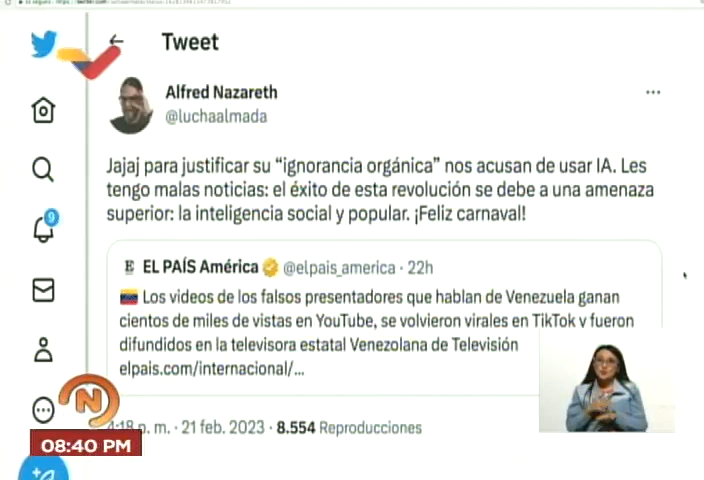 Tweet
Alfred Nazareth
@luchaalmada
Jajaj para justificar su “ignorancia orgánica” nos acusan de usar IA. Les
tengo malas noticias: el éxito de esta revolución se debe a una amenaza
superior: la inteligencia social y popular. ¡Feliz carnaval!
E EL PAÍS América @elpais_america · 22h
Los videos de los falsos presentadores que hablan de Venezuela ganan
cientos de miles de vistas en YouTube, se volvieron virales en TikTok y fueron
difundidos en la televisora estatal Venezolana de Televisión
elpais.com/internacional/...
4:18 p. m. · 21 feb. 2023 · 8.554 Reproducciones
9
N
08:40 PM